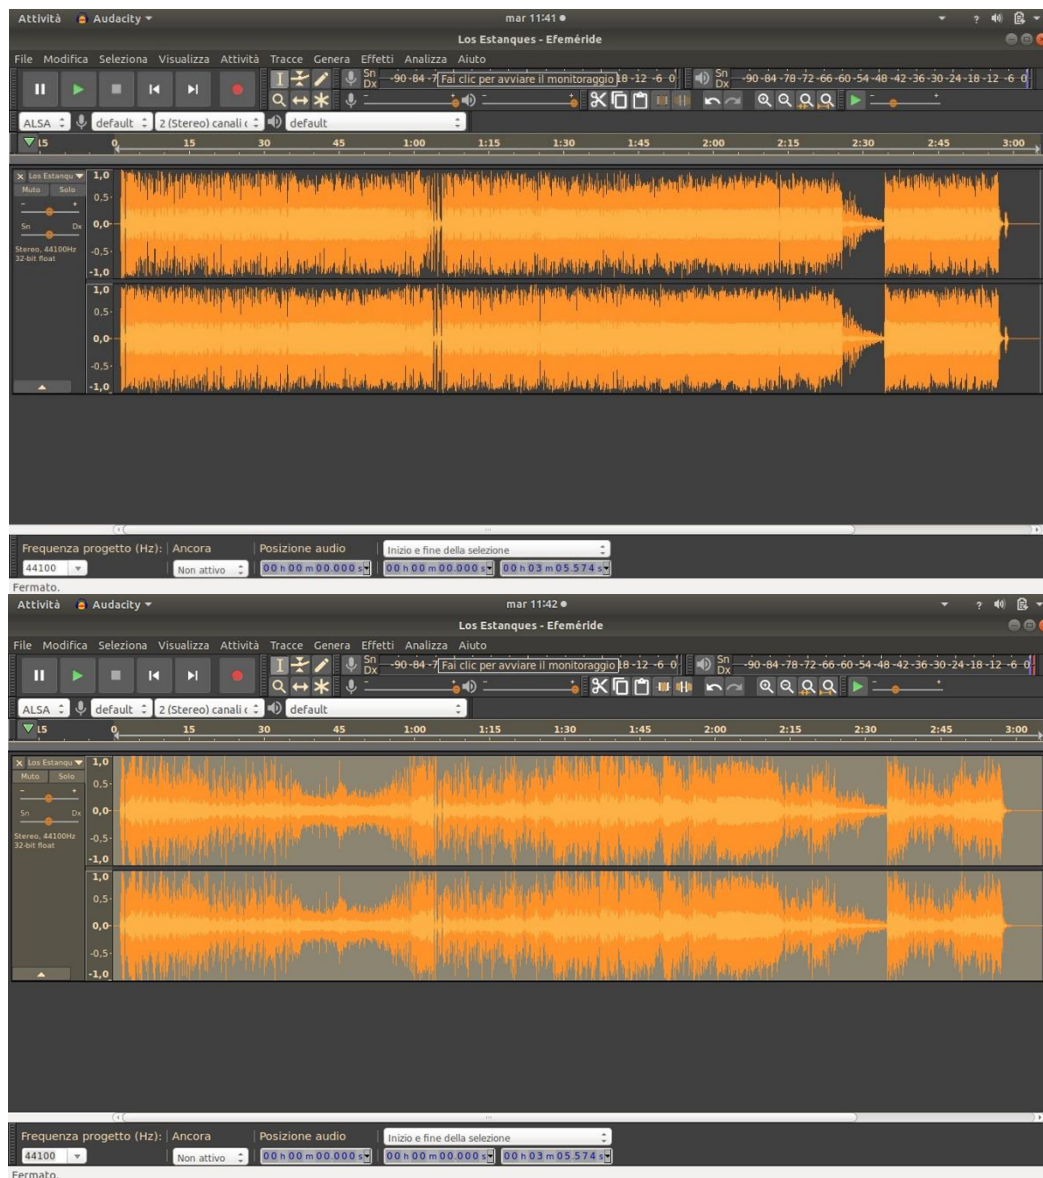 Attività Audacity mar 11:41
Los Estanques - Efeméride
File Modifica Seleziona Visualizza Attività Tracce Genera Effetti Analizza Aiuto
Sn Dx -90 -84 -7 Fai clic per avviare il monitoraggio 18 -12 -6 0 Sn Dx -90 -84 -78 -72 -66 -60 -54 -48 -42 -36 -30 -24 -18 -12 -6 0
ALSA default 2 (Stereo) canali default
15 0 15 30 45 1:00 1:15 1:30 1:45 2:00 2:15 2:30 2:45 3:00
Los Estanqu
Muto Solo
- +
Sn Dx
Stereo, 44100Hz
32-bit float
1,0
0,5-
0,0-
-0,5-
-1,0
1,0
0,5-
0,0-
-0,5-
-1,0
Frequenza progetto (Hz): Ancora Posizione audio Inizio e fine della selezione
44100 Non attivo 00 h 00 m 00.000 s 00 h 00 m 00.000 s 00 h 03 m 05.574 s
Fermato.
Attività Audacity mar 11:42
Los Estanques - Efeméride
File Modifica Seleziona Visualizza Attività Tracce Genera Effetti Analizza Aiuto
Sn Dx -90 -84 -7 Fai clic per avviare il monitoraggio 18 -12 -6 0 Sn Dx -90 -84 -78 -72 -66 -60 -54 -48 -42 -36 -30 -24 -18 -12 -6 0
ALSA default 2 (Stereo) canali default
15 0 15 30 45 1:00 1:15 1:30 1:45 2:00 2:15 2:30 2:45 3:00
Los Estanqu
Muto Solo
- +
Sn Dx
Stereo, 44100Hz
32-bit float
1,0
0,5-
0,0-
-0,5-
-1,0
1,0
0,5-
0,0-
-0,5-
-1,0
Frequenza progetto (Hz): Ancora Posizione audio Inizio e fine della selezione
44100 Non attivo 00 h 00 m 00.000 s 00 h 00 m 00.000 s 00 h 03 m 05.574 s
Fermato.